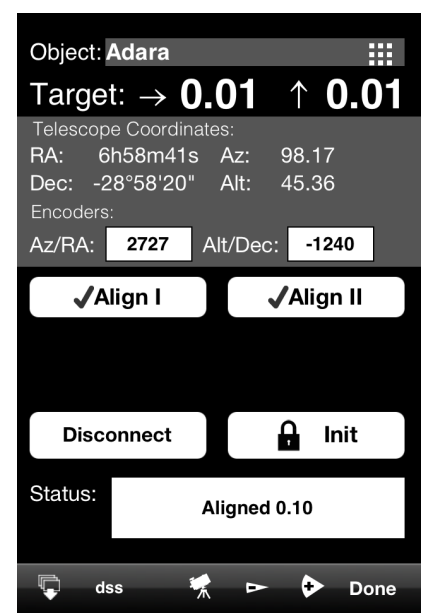 Object: Adara
Target: → 0.01 ↑ 0.01
Telescope Coordinates:
RA: 6h58m41s Az: 98.17
Dec: -28°58'20" Alt: 45.36
Encoders:
Az/RA: 2727 Alt/Dec: -1240
✓Align I ✓Align II
Disconnect Init
Status: Aligned 0.10
dss Done